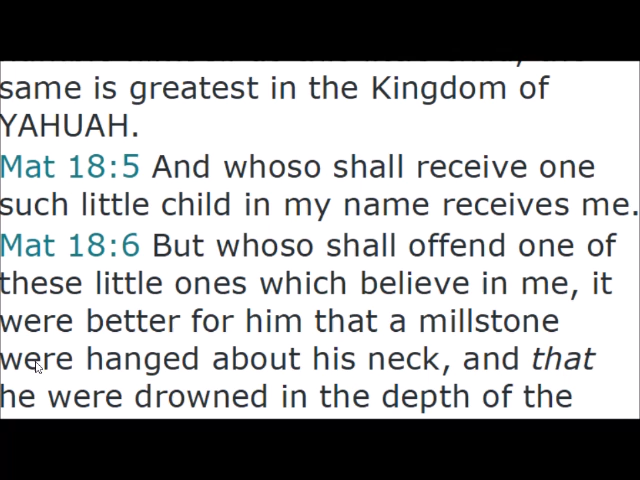 same is greatest in the Kingdom of
YAHUAH.
Mat 18:5 And whoso shall receive one
such little child in my name receives me.
Mat 18:6 But whoso shall offend one of
these little ones which believe in me, it
were better for him that a millstone
were hanged about his neck, and that
he were drowned in the depth of the